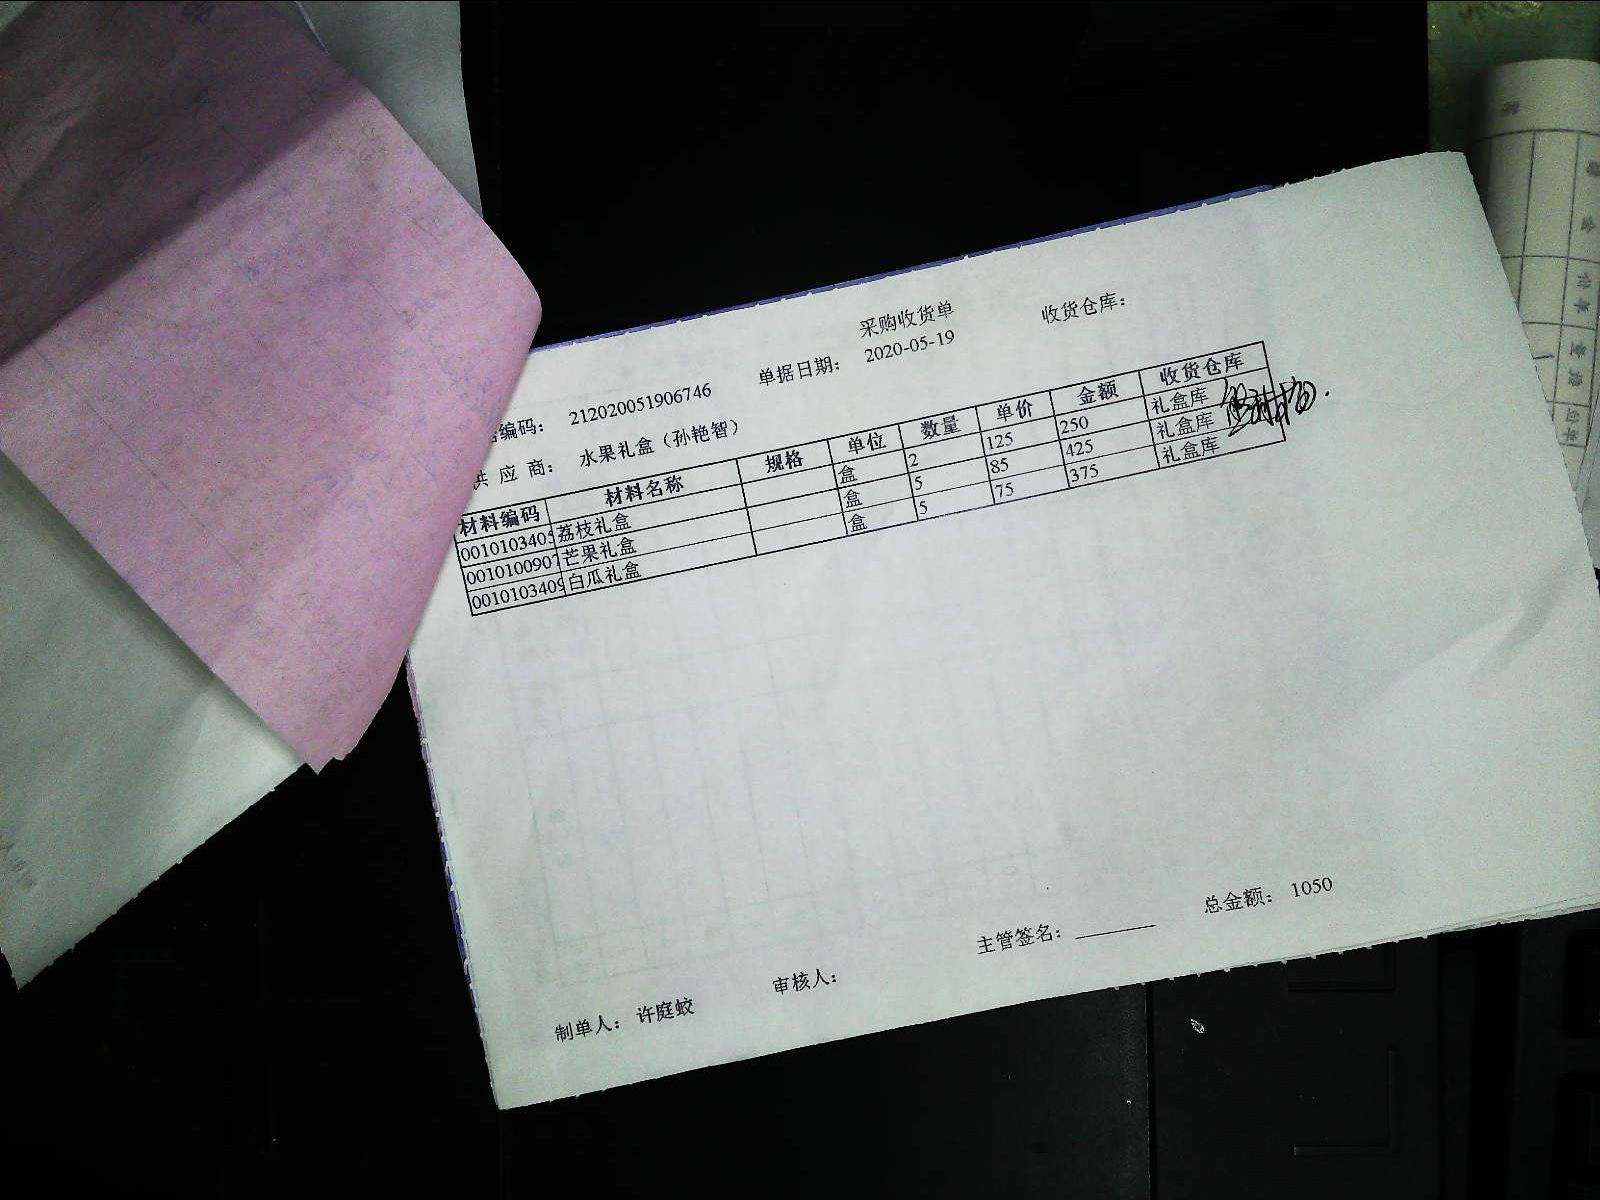 采购收货单
编码： 212020051906746 单据日期： 2020-05-19 收货仓库：
供 应 商： 水果礼盒（孙艳智）
材料编码 材料名称 规格 单位 数量 单价 金额 收货仓库
0010103405 荔枝礼盒 盒 2 125 250 礼盒库
0010100907 芒果礼盒 盒 5 85 425 礼盒库
0010103409 白瓜礼盒 盒 5 75 375 礼盒库
制单人： 许庭蛟 审核人： 主管签名： 总金额： 1050